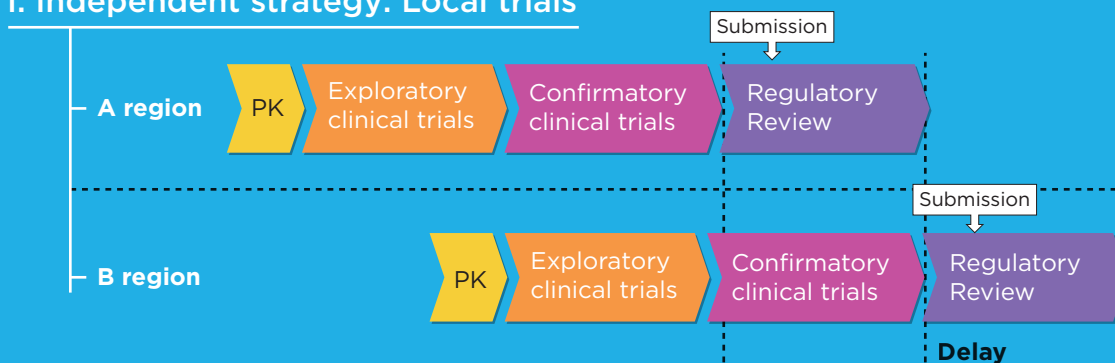 I. Independent strategy: Local trials
Submission
A region
PK
Exploratory
clinical trials
Confirmatory
clinical trials
Regulatory
Review
Submission
B region
PK
Exploratory
clinical trials
Confirmatory
clinical trials
Regulatory
Review
Delay